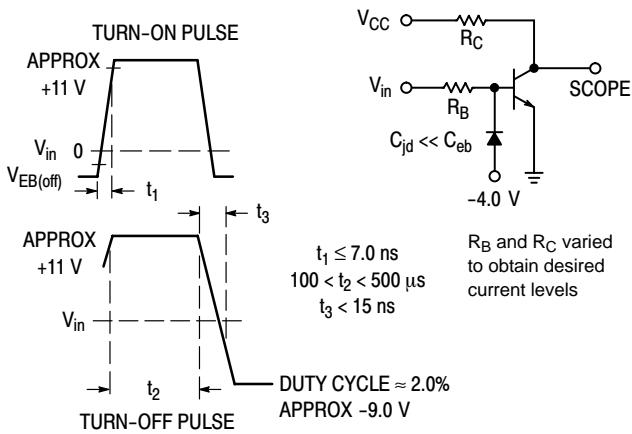 TURN-ON PULSE
APPROX
+11 V
V_in 0
V_EB(off)
t_1
t_3
APPROX
+11 V
V_in
t_2
TURN-OFF PULSE
t_1 ≤ 7.0 ns
100 < t_2 < 500 μs
t_3 < 15 ns
DUTY CYCLE ≈ 2.0%
APPROX -9.0 V
V_CC
R_C
SCOPE
V_in
R_B
C_jd << C_eb
-4.0 V
R_B and R_C varied
to obtain desired
current levels